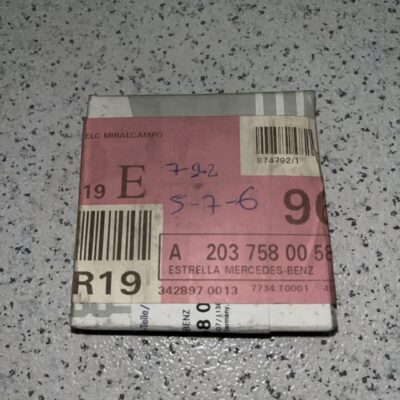 ELC MIRALCAMPO
874792/1
19 E
7-9-2
5-7-6
96
R19
A 203 758 00 58
ESTRELLA MERCEDES-BENZ
342897 0013 7734 10001